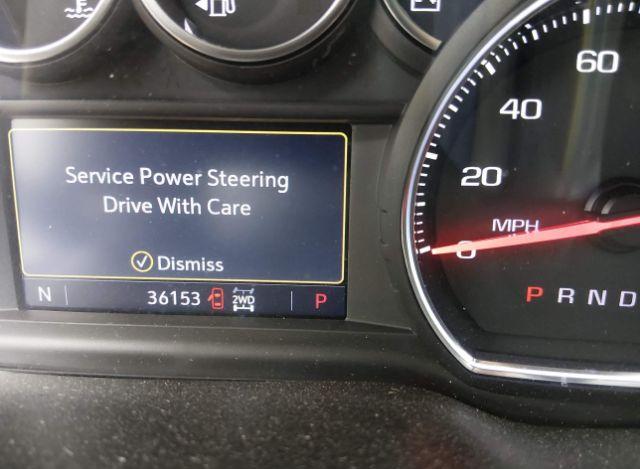 Service Power Steering
Drive With Care
Dismiss
N 36153 2WD P
60
40
20
0
MPH
P R N D